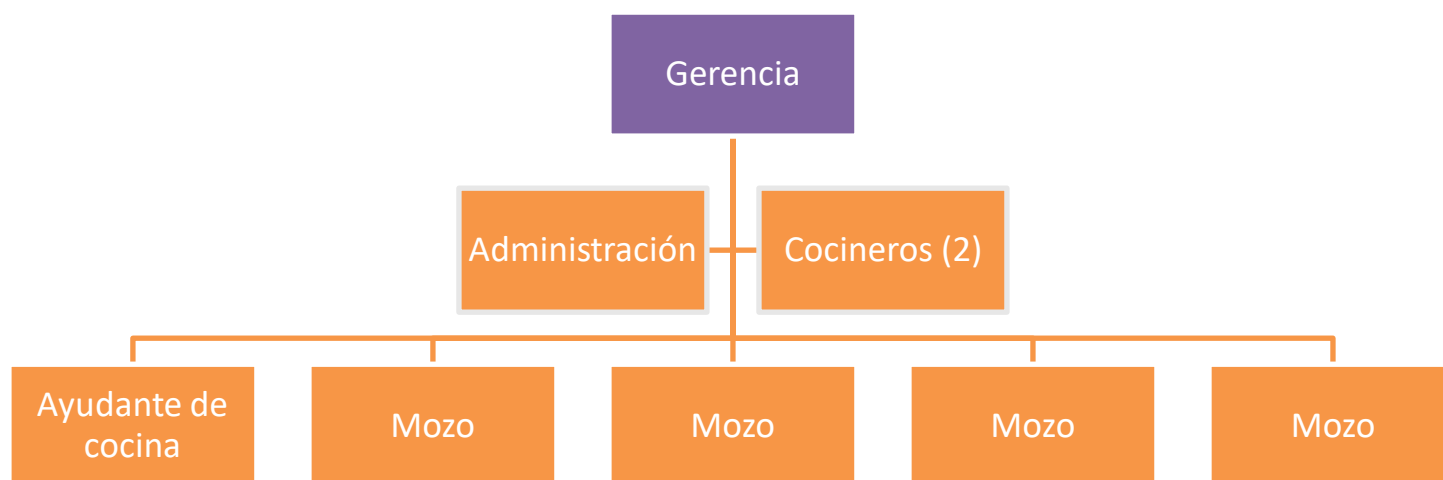 Gerencia
Administración
Cocineros (2)
Ayudante de
cocina
Mozo
Mozo
Mozo
Mozo